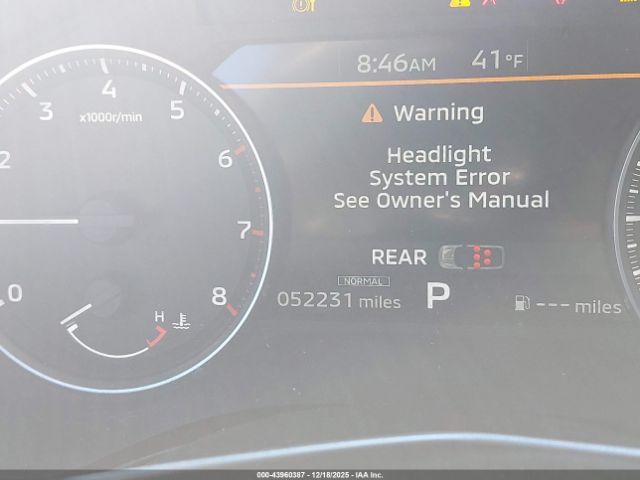 8:46AM 41°F
Warning
Headlight
System Error
See Owner's Manual
REAR
NORMAL
052231 miles P --- miles
x1000r/min
0
2
3
4
5
6
7
8
H
000-43960387 - 12/18/2025 - IAA Inc.